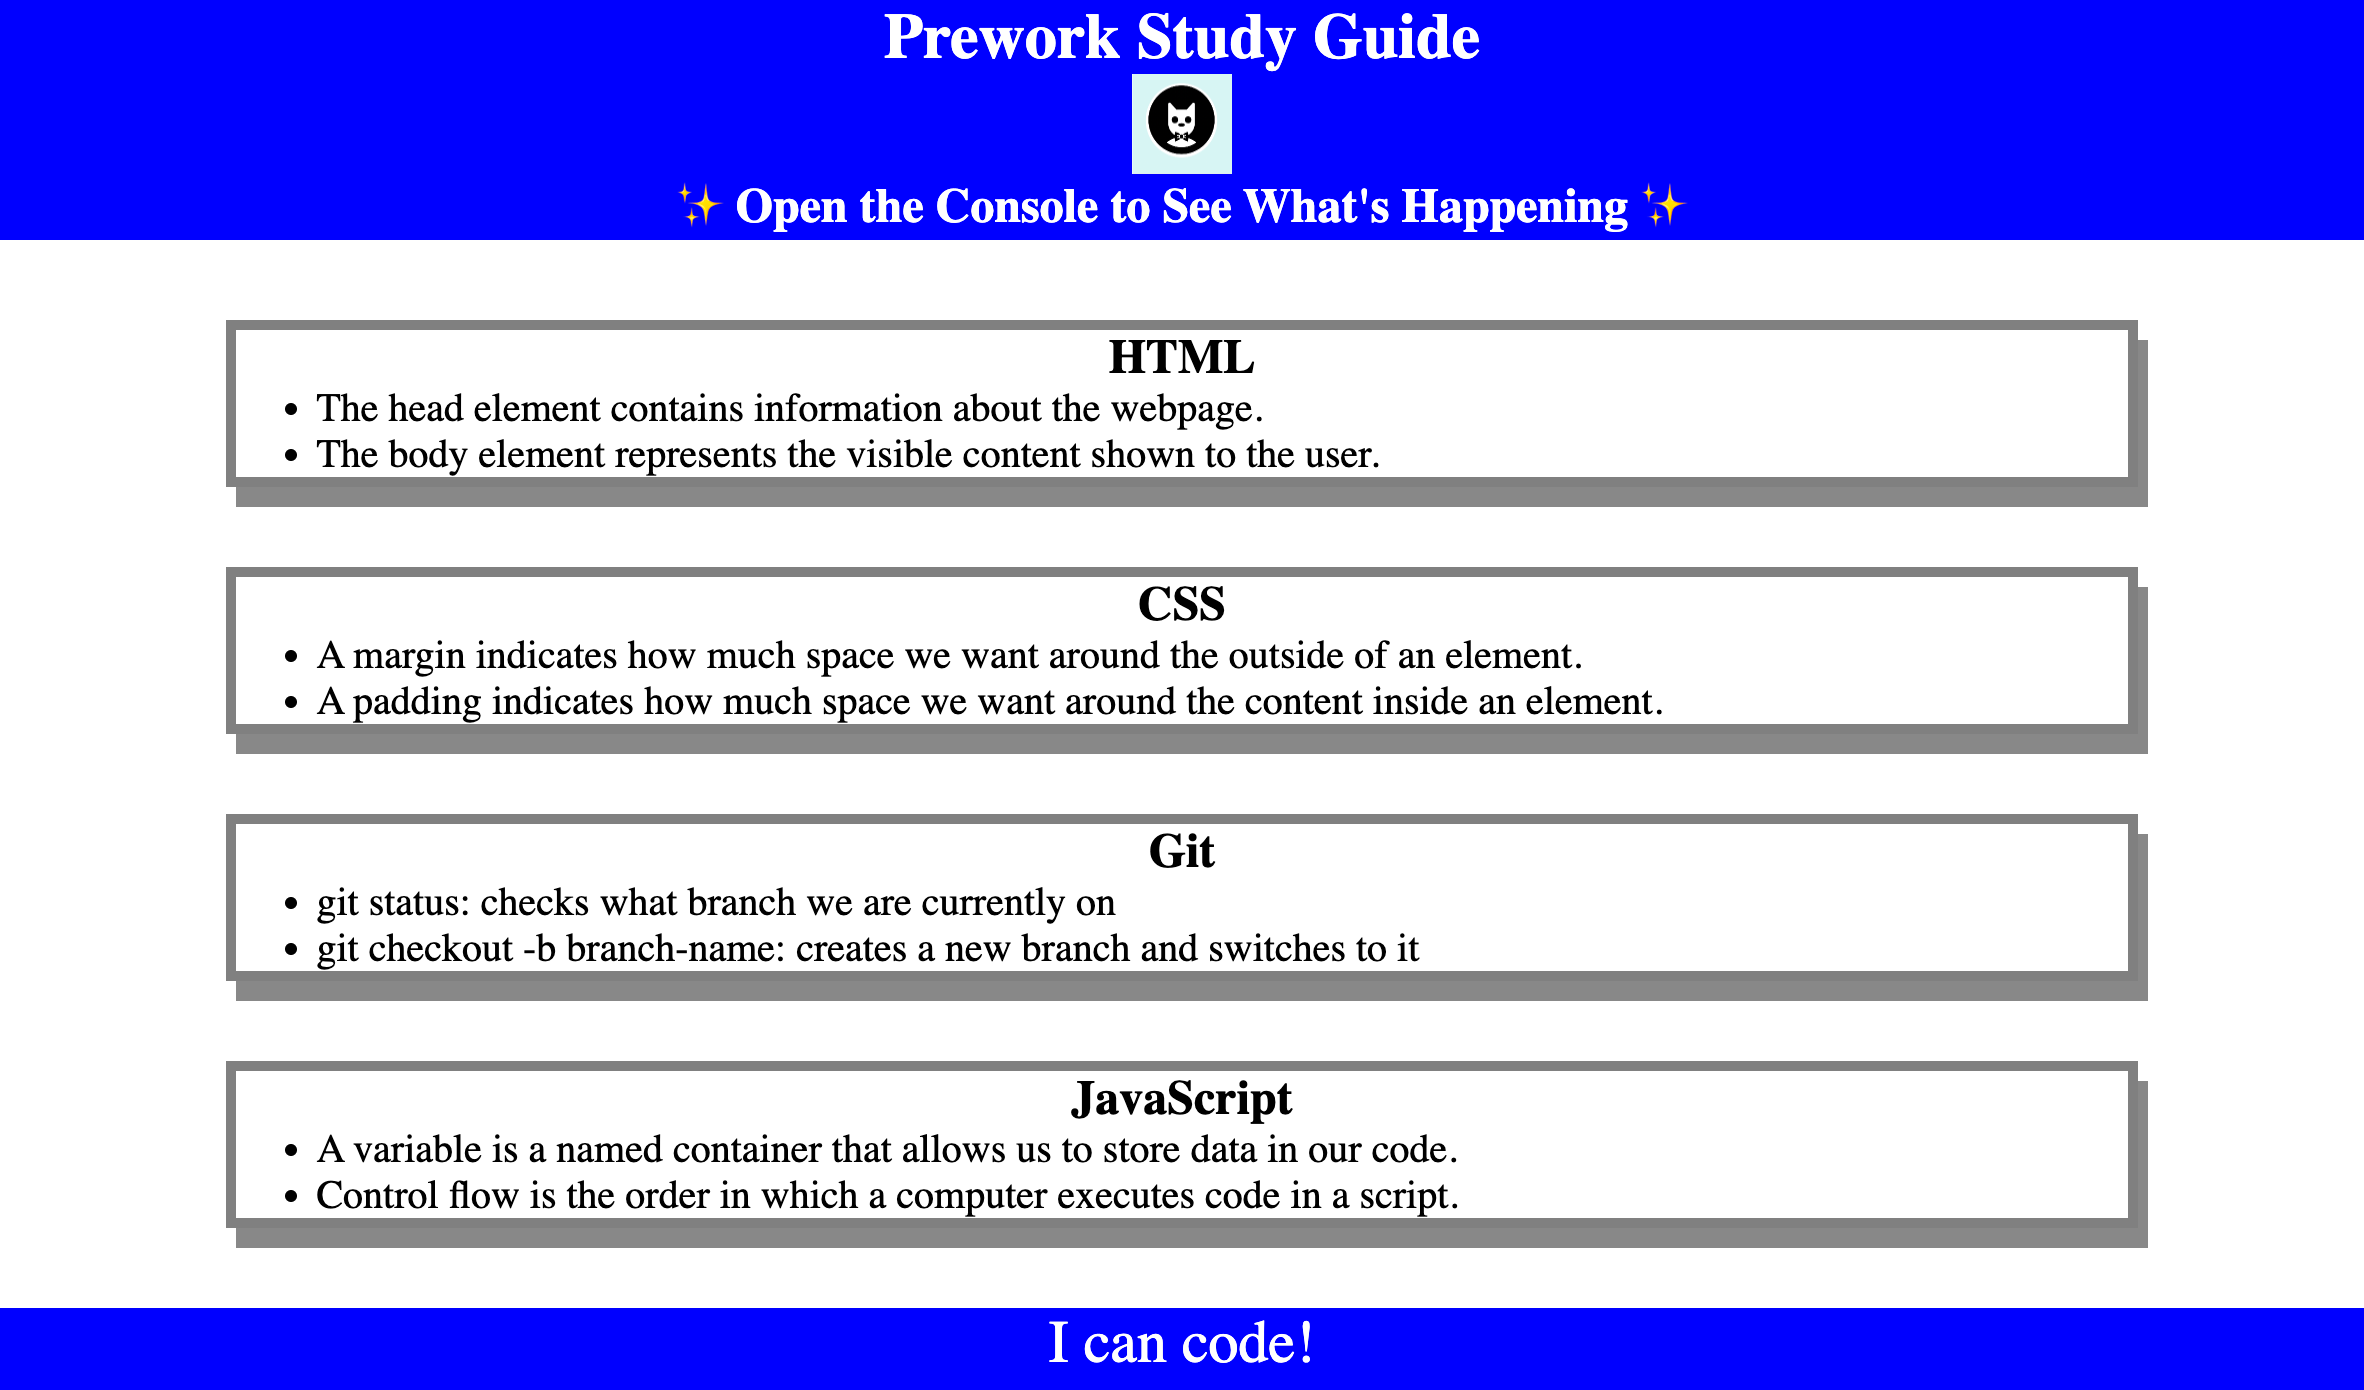 Prework Study Guide
✨ Open the Console to See What's Happening ✨
HTML
• The head element contains information about the webpage.
• The body element represents the visible content shown to the user.
CSS
• A margin indicates how much space we want around the outside of an element.
• A padding indicates how much space we want around the content inside an element.
Git
• git status: checks what branch we are currently on
• git checkout -b branch-name: creates a new branch and switches to it
JavaScript
• A variable is a named container that allows us to store data in our code.
• Control flow is the order in which a computer executes code in a script.
I can code!